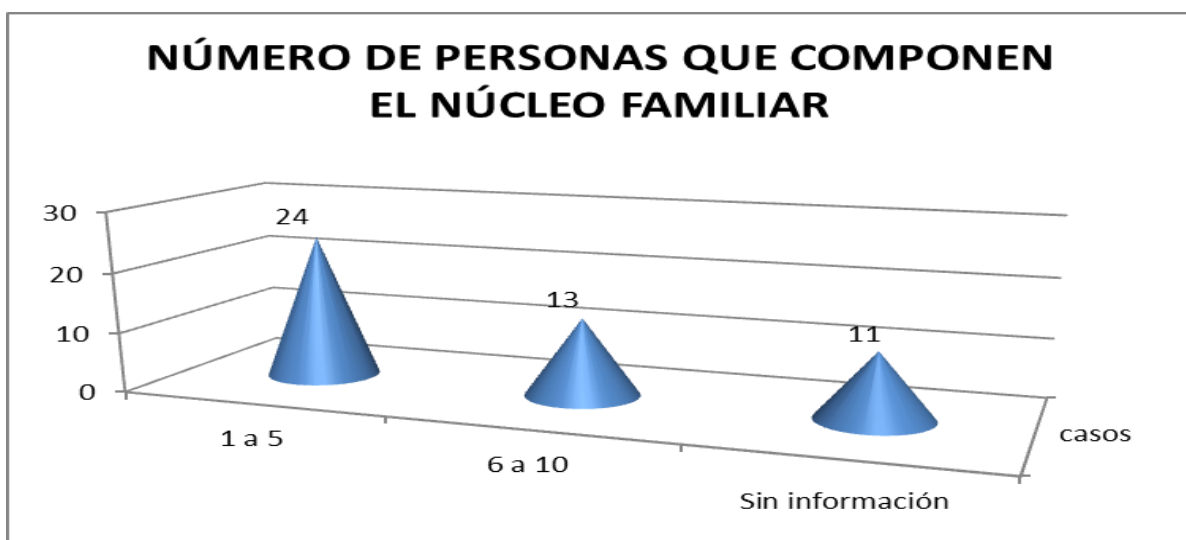 NÚMERO DE PERSONAS QUE COMPONEN
EL NÚCLEO FAMILIAR
30
20
10
0
24
13
11
1 a 5
6 a 10
Sin información
casos